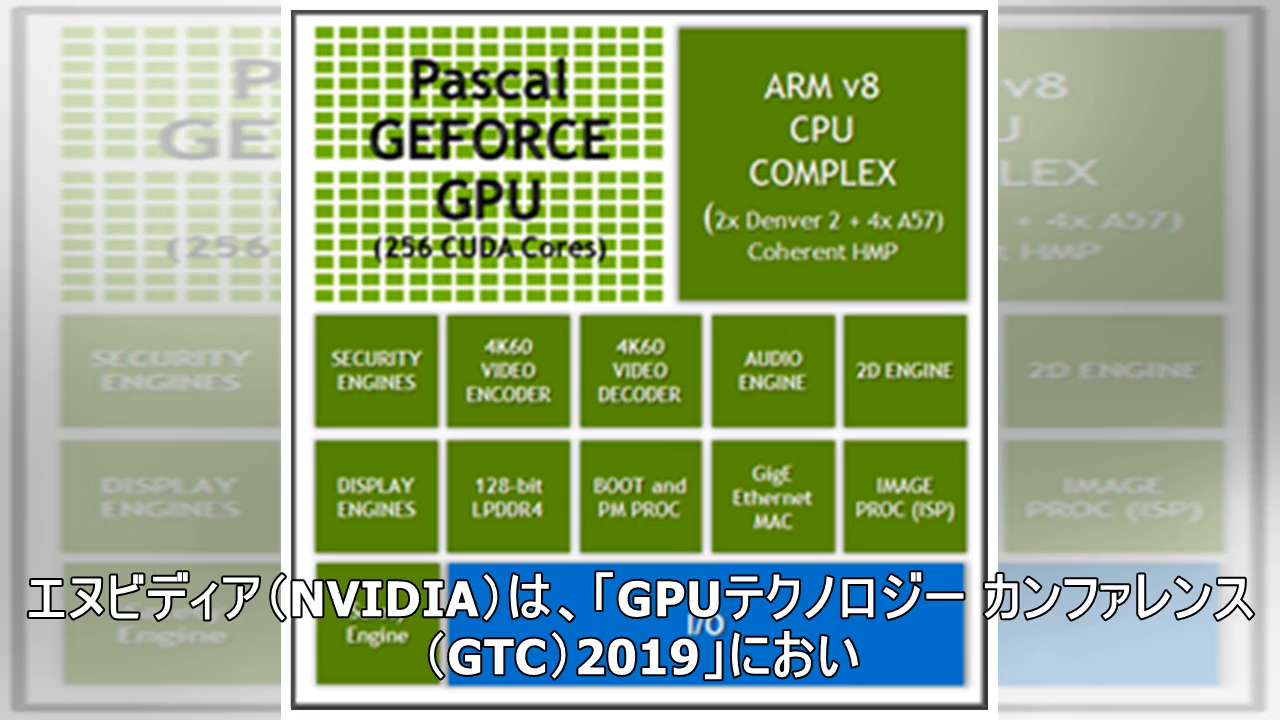 Pascal
GEFORCE
GPU
(256 CUDA Cores)
ARM v8
CPU
COMPLEX
(2x Denver 2 + 4x A57)
Coherent HMP
SECURITY
ENGINES
4K60
VIDEO
ENCODER
4K60
VIDEO
DECODER
AUDIO
ENGINE
2D ENGINE
DISPLAY
ENGINES
128-bit
LPDDR4
BOOT and
PM PROC
GigE
Ethernet
MAC
IMAGE
PROC (ISP)
Engine
I/O
エヌビディア（NVIDIA）は、「GPUテクノロジー カンファレンス
（GTC）2019」におい